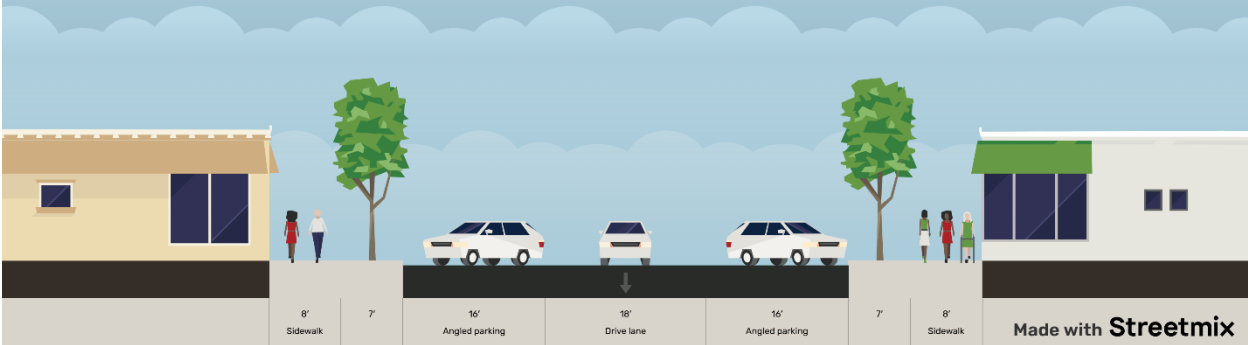 8′ 7′ 16′ 18′ 16′ 7′ 8′
Sidewalk Angled parking Drive lane Angled parking Sidewalk
Made with Streetmix